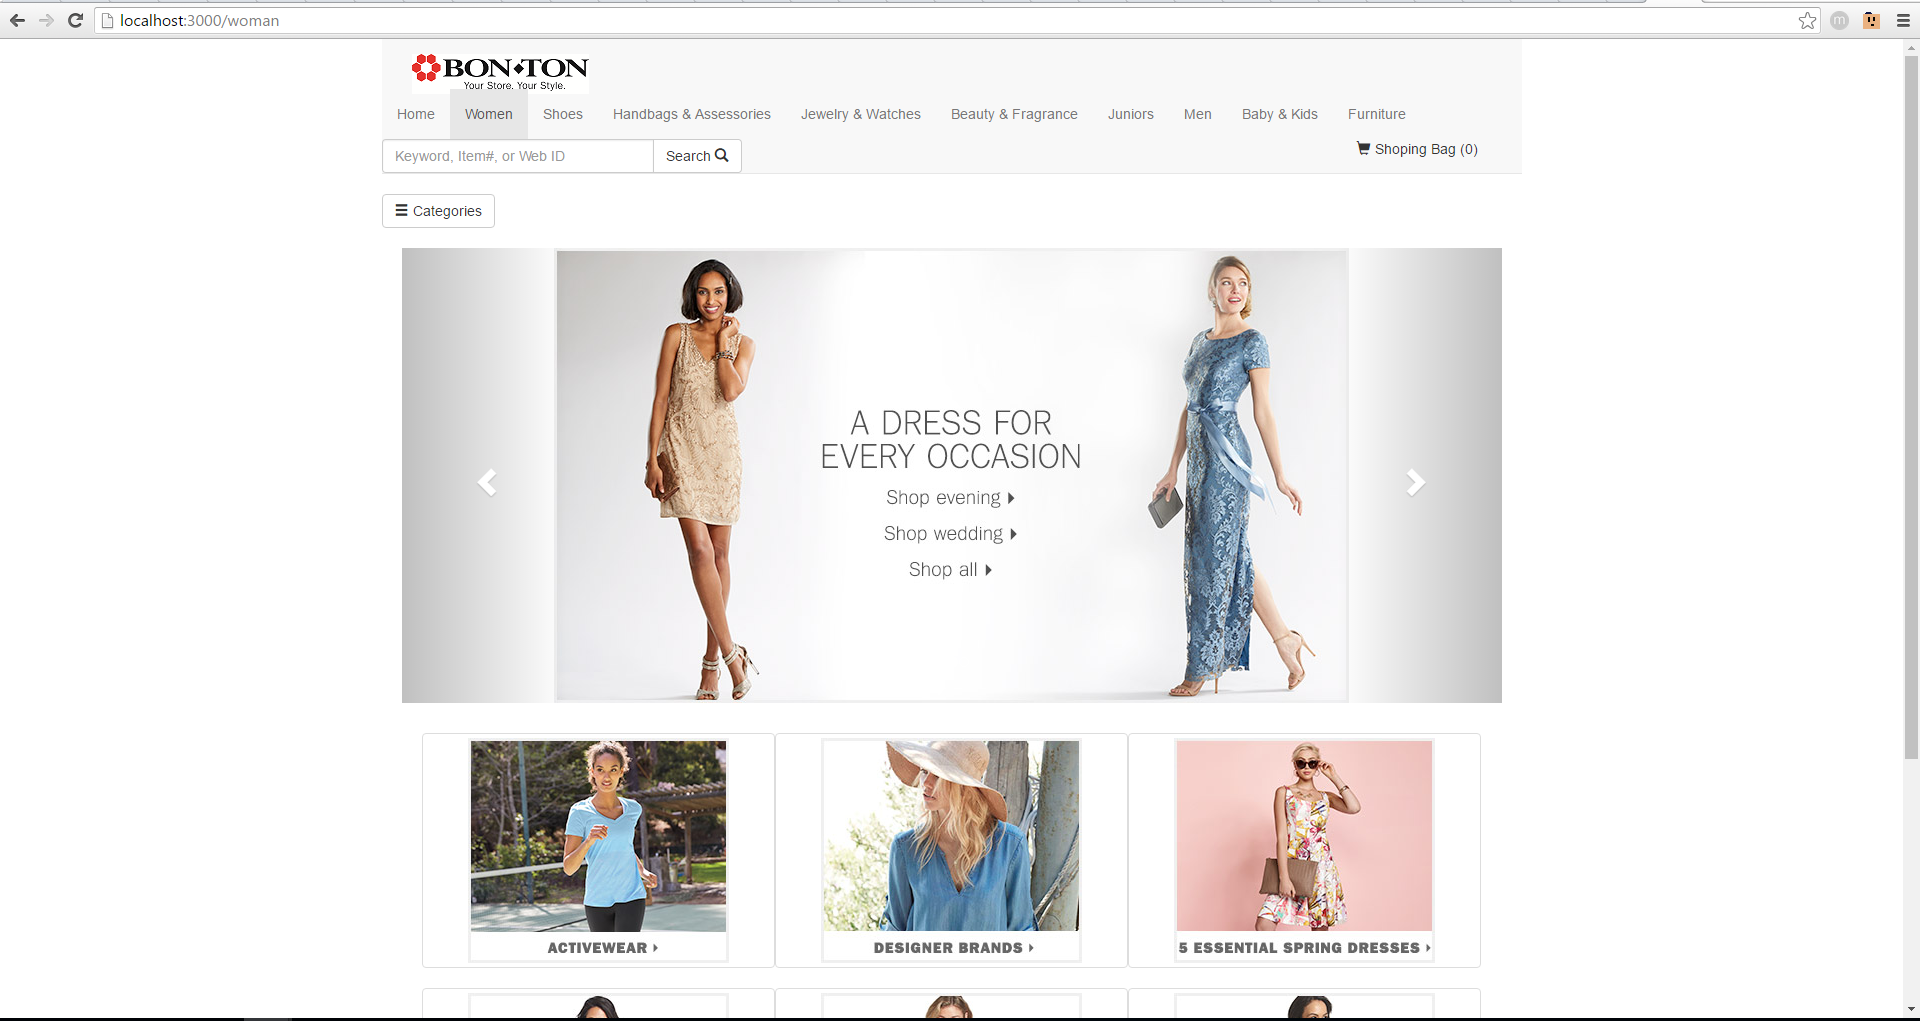 localhost:3000/woman
m
BON TON
Your Store. Your Style.
Home Women Shoes Handbags & Assessories Jewelry & Watches Beauty & Fragrance Juniors Men Baby & Kids Furniture
Keyword, Item#, or Web ID Search Shoping Bag (0)
Categories
A DRESS FOR
EVERY OCCASION
Shop evening
Shop wedding
Shop all
ACTIVEWEAR DESIGNER BRANDS 5 ESSENTIAL SPRING DRESSES